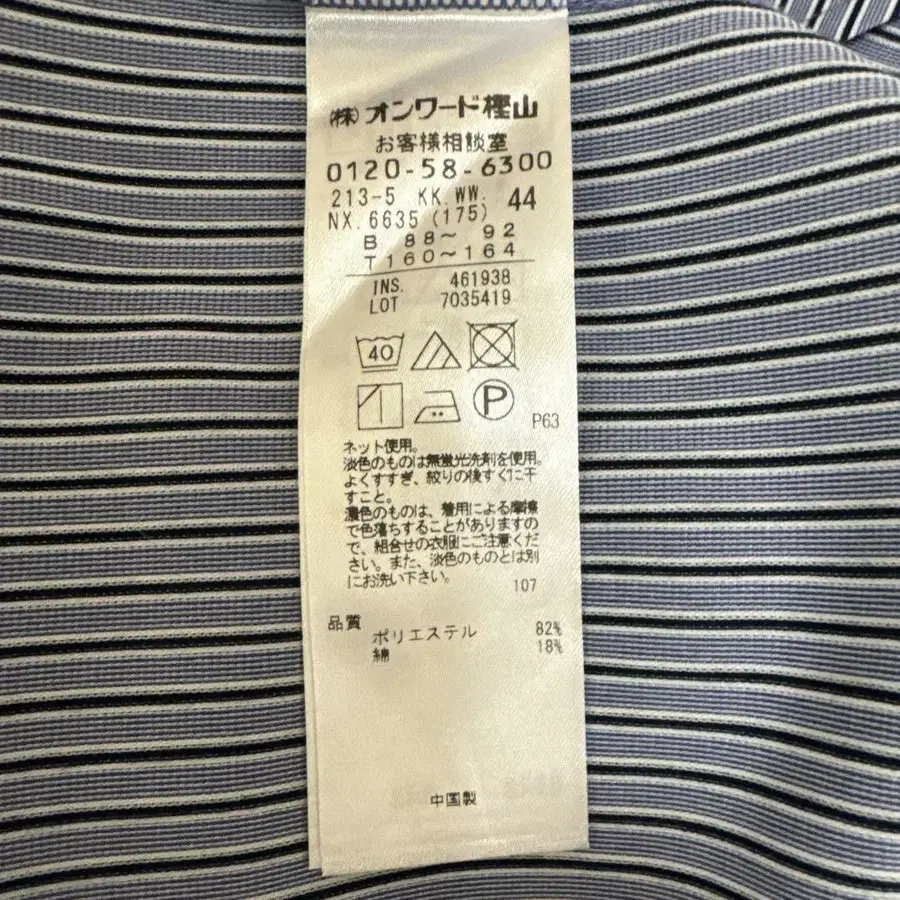 (株)オンワード樫山
お客様相談室
0120-58-6300
213-5 KK.WW. 44
NX.6635(175)
B 88〜 92
T 160〜164
INS. 461938
LOT 7035419
40
P
P63
ネット使用。
淡色のものは無蛍光洗剤を使用。
よくすすぎ、絞りの後すぐに干
すこと。
濃色のものは、着用による摩擦
で色落ちすることがありますの
で、組合せの衣服にご注意くだ
さい。また、淡色のものとは別
にお洗い下さい。
107
品質
ポリエステル 82%
綿 18%
中国製